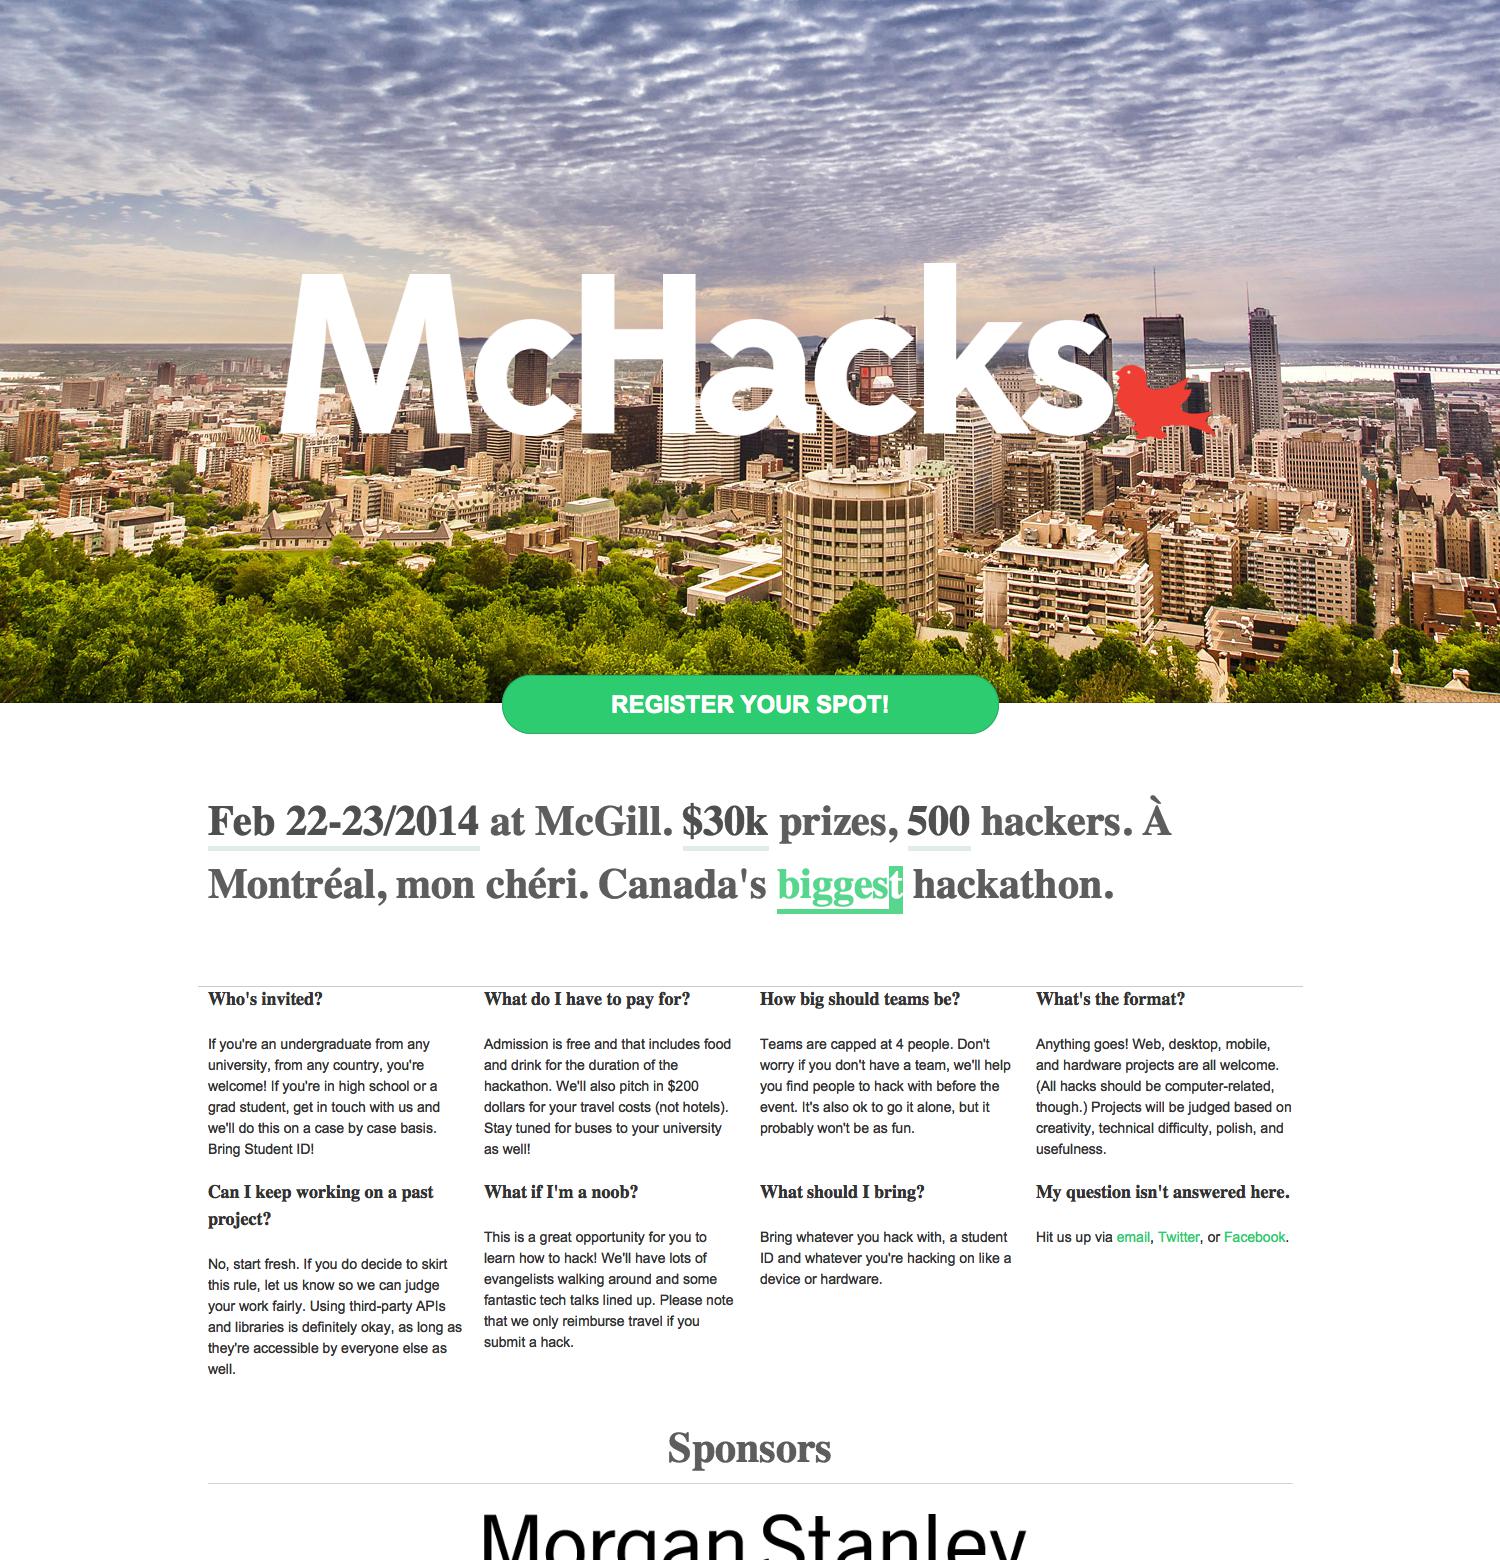 McHacks
REGISTER YOUR SPOT!
Feb 22-23/2014 at McGill. $30k prizes, 500 hackers. À
Montréal, mon chéri. Canada's biggest hackathon.
Who's invited?
If you're an undergraduate from any
university, from any country, you're
welcome! If you're in high school or a
grad student, get in touch with us and
we'll do this on a case by case basis.
Bring Student ID!
What do I have to pay for?
Admission is free and that includes food
and drink for the duration of the
hackathon. We'll also pitch in $200
dollars for your travel costs (not hotels).
Stay tuned for buses to your university
as well!
How big should teams be?
Teams are capped at 4 people. Don't
worry if you don't have a team, we'll help
you find people to hack with before the
event. It's also ok to go it alone, but it
probably won't be as fun.
What's the format?
Anything goes! Web, desktop, mobile,
and hardware projects are all welcome.
(All hacks should be computer-related,
though.) Projects will be judged based on
creativity, technical difficulty, polish, and
usefulness.
Can I keep working on a past
project?
No, start fresh. If you do decide to skirt
this rule, let us know so we can judge
your work fairly. Using third-party APIs
and libraries is definitely okay, as long as
they're accessible by everyone else as
well.
What if I'm a noob?
This is a great opportunity for you to
learn how to hack! We'll have lots of
evangelists walking around and some
fantastic tech talks lined up. Please note
that we only reimburse travel if you
submit a hack.
What should I bring?
Bring whatever you hack with, a student
ID and whatever you're hacking on like a
device or hardware.
My question isn't answered here.
Hit us up via email, Twitter, or Facebook.
Sponsors
Morgan Stanley